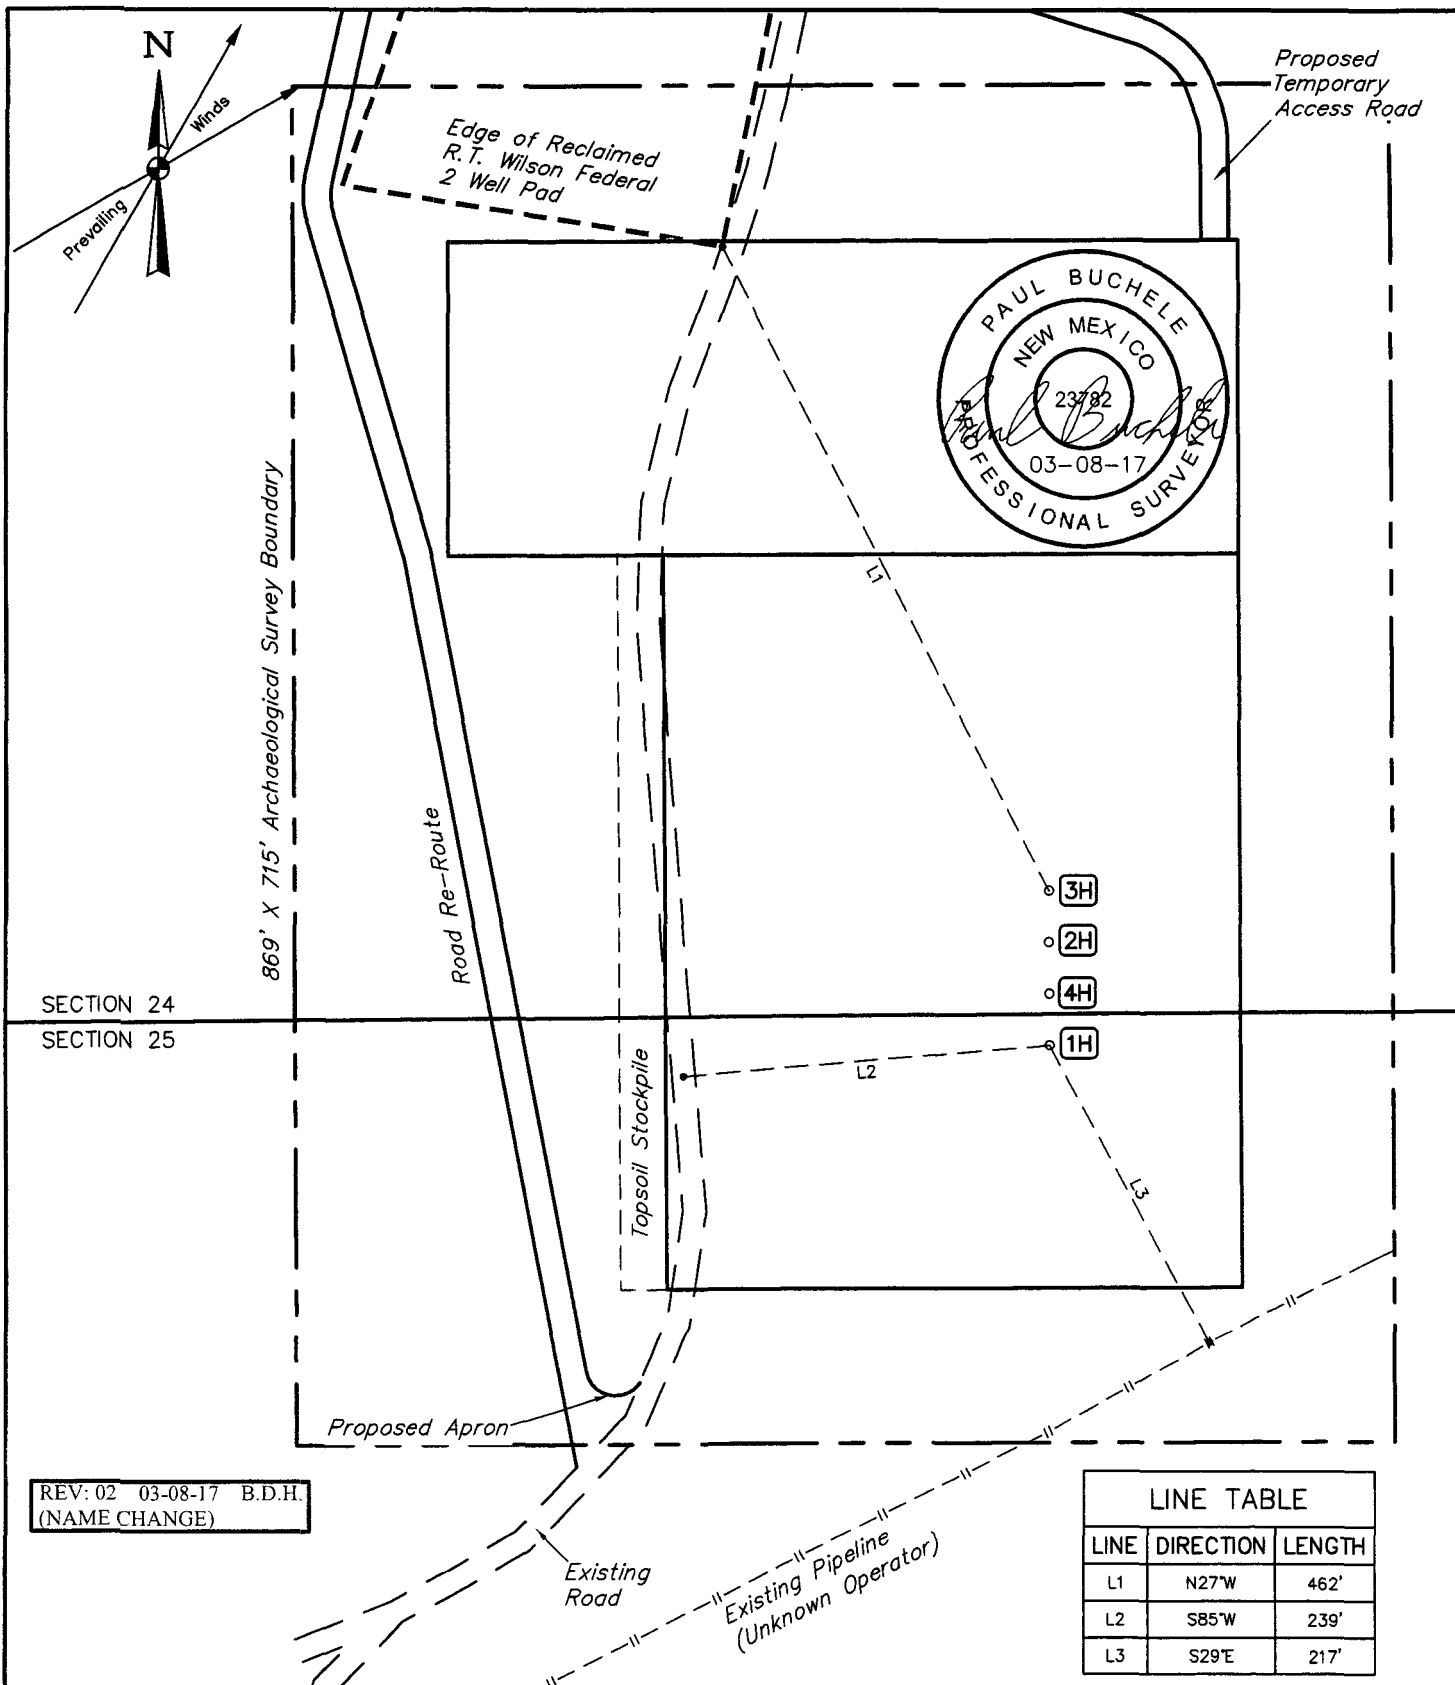 N
Winds
Prevailing
Proposed
Temporary
Access Road
Edge of Reclaimed
R.T. Wilson Federal
2 Well Pad
PAUL BUCHELE
NEW MEXICO
23782
03-08-17
PROFESSIONAL SURVEYOR
Paul Buchele
L1
869' X 715' Archaeological Survey Boundary
Road Re-Route
3H
2H
4H
SECTION 24
SECTION 25
1H
L2
Topsoil Stockpile
L3
Proposed Apron
REV: 02 03-08-17 B.D.H.
(NAME CHANGE)
Existing
Road
Existing Pipeline
(Unknown Operator)
LINE TABLE
LINE DIRECTION LENGTH
L1 N27°W 462'
L2 S85°W 239'
L3 S29°E 217'